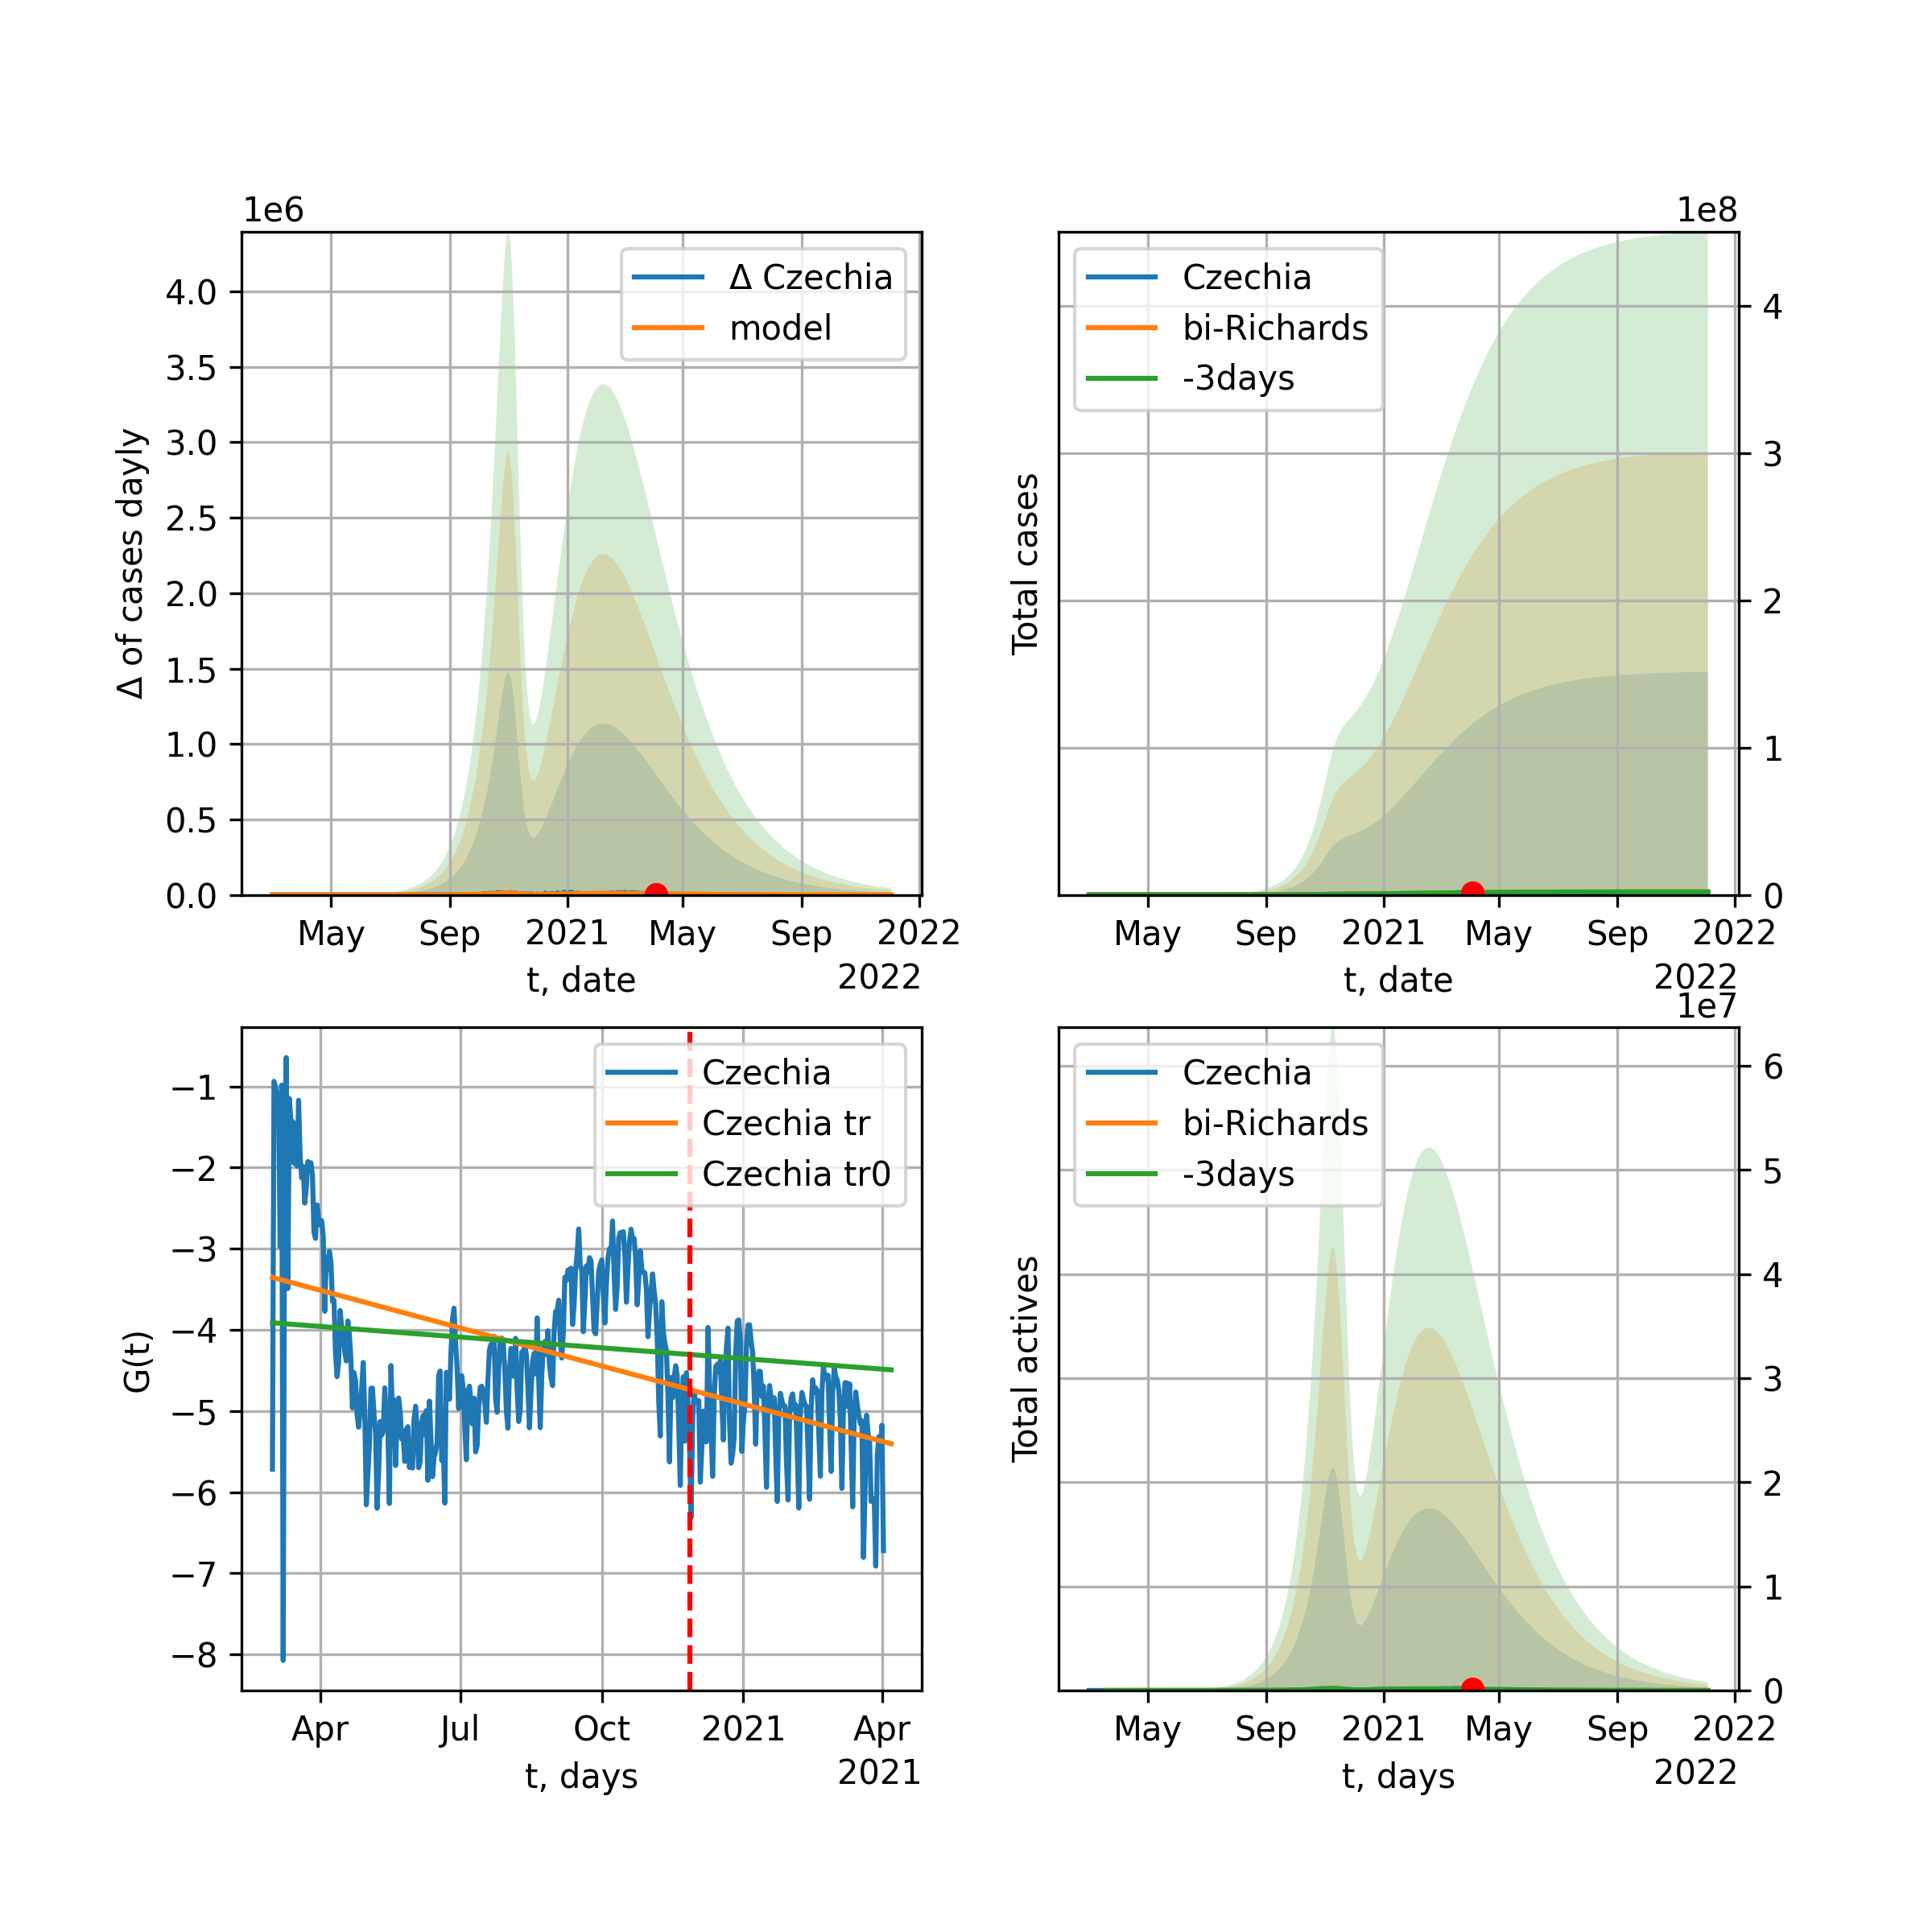 1e6
Δ of cases dayly
4.0
3.5
3.0
2.5
2.0
1.5
1.0
0.5
0.0
Δ Czechia
model
May Sep 2021 May Sep 2022
t, date 2022
1e8
Total cases
Czechia
bi-Richards
-3days
4
3
2
1
0
May Sep 2021 May Sep 2022
t, date 2022
G(t)
−1
−2
−3
−4
−5
−6
−7
−8
Czechia
Czechia tr
Czechia tr0
Apr Jul Oct 2021 Apr
t, days 2021
1e7
Total actives
Czechia
bi-Richards
-3days
6
5
4
3
2
1
0
May Sep 2021 May Sep 2022
t, days 2022